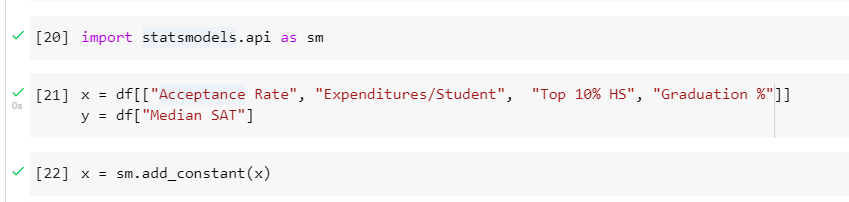 [20] import statsmodels.api as sm
[21] x = df[["Acceptance Rate", "Expenditures/Student",  "Top 10% HS", "Graduation %"]]
0s
y = df["Median SAT"]
[22] x = sm.add_constant(x)